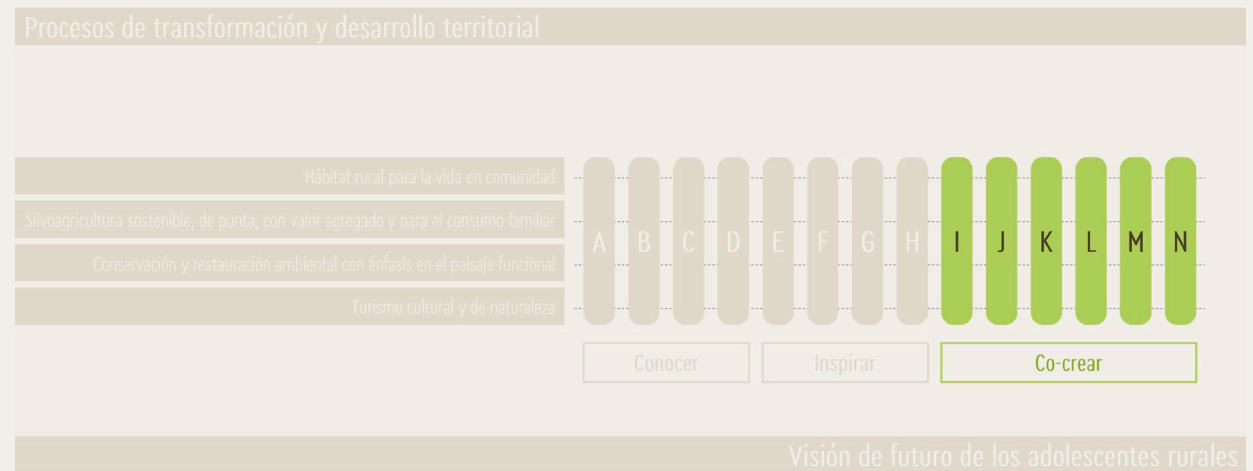 Procesos de transformación y desarrollo territorial
Hábitat rural para la vida en comunidad
Silvoagricultura sostenible, de punta, con valor agregado y para el consumo familiar
Conservación y restauración ambiental con énfasis en el paisaje funcional
Turismo cultural y de naturaleza
A B C D E F G H I J K L M N
Conocer Inspirar Co-crear
Visión de futuro de los adolescentes rurales